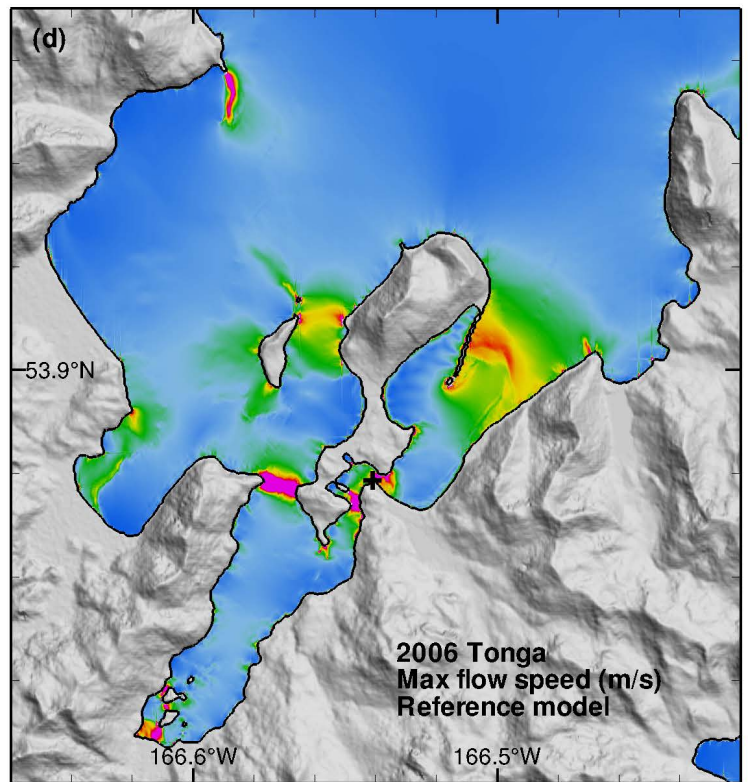 (d)
53.9°N
2006 Tonga
Max flow speed (m/s)
Reference model
166.6°W
166.5°W